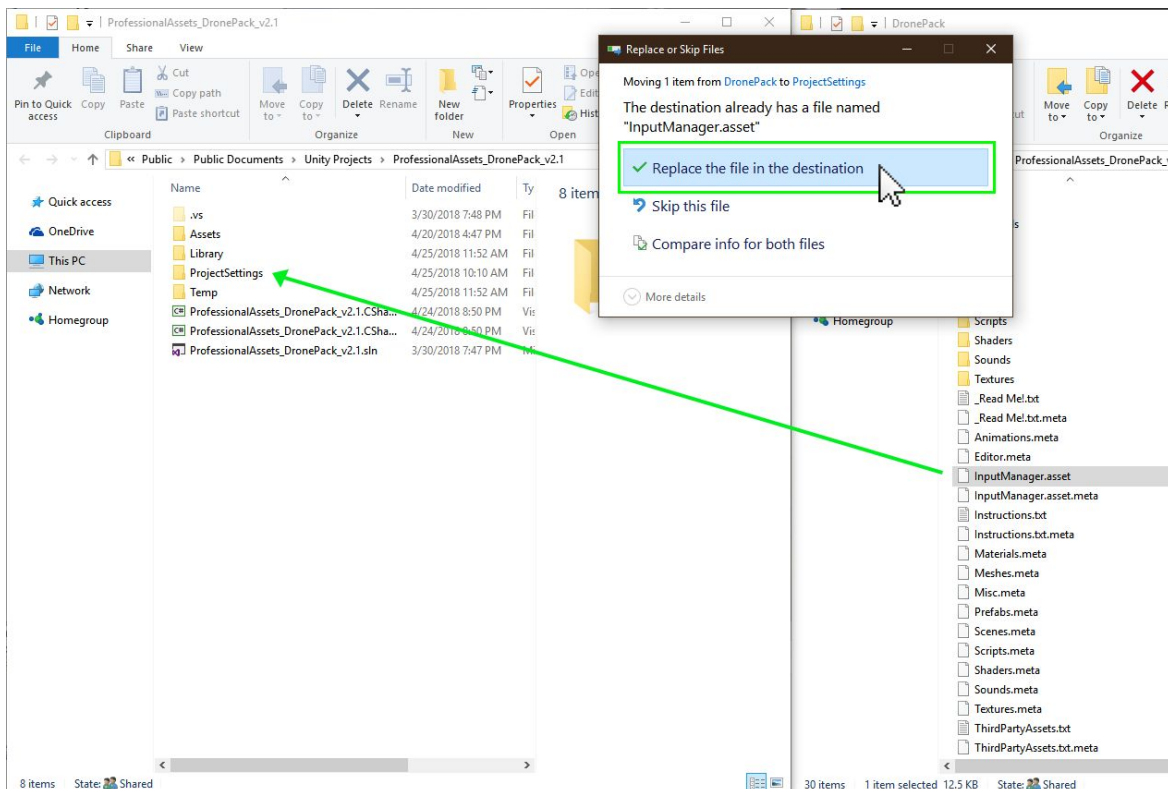 ProfessionalAssets_DronePack_v2.1
File Home Share View
Pin to Quick access
Copy
Paste
Cut
Copy path
Paste shortcut
Clipboard
Move to
Copy to
Delete
Rename
Organize
New folder
New
Properties
Open
« Public > Public Documents > Unity Projects > ProfessionalAssets_DronePack_v2.1
Quick access
OneDrive
This PC
Network
Homegroup
Name Date modified Ty
.vs 3/30/2018 7:48 PM Fil
Assets 4/20/2018 4:47 PM Fil
Library 4/25/2018 11:52 AM Fil
ProjectSettings 4/25/2018 10:10 AM Fil
Temp 4/25/2018 11:52 AM Fil
ProfessionalAssets_DronePack_v2.1.CSha... 4/24/2018 8:50 PM Vis
ProfessionalAssets_DronePack_v2.1.CSha... 4/24/2018 8:50 PM Vis
ProfessionalAssets_DronePack_v2.1.sln 3/30/2018 7:47 PM
8 item
8 items State: Shared
Replace or Skip Files
Moving 1 item from DronePack to ProjectSettings
The destination already has a file named
"InputManager.asset"
Replace the file in the destination
Skip this file
Compare info for both files
More details
DronePack
Move to
Copy to
Delete
Organize
ProfessionalAssets_DronePack_v
Homegroup
Scripts
Shaders
Sounds
Textures
_Read Me!.txt
_Read Me!.txt.meta
Animations.meta
Editor.meta
InputManager.asset
InputManager.asset.meta
Instructions.txt
Instructions.txt.meta
Materials.meta
Meshes.meta
Misc.meta
Prefabs.meta
Scenes.meta
Scripts.meta
Shaders.meta
Sounds.meta
Textures.meta
ThirdPartyAssets.txt
ThirdPartyAssets.txt.meta
30 items 1 item selected 12.5 KB State: Shared